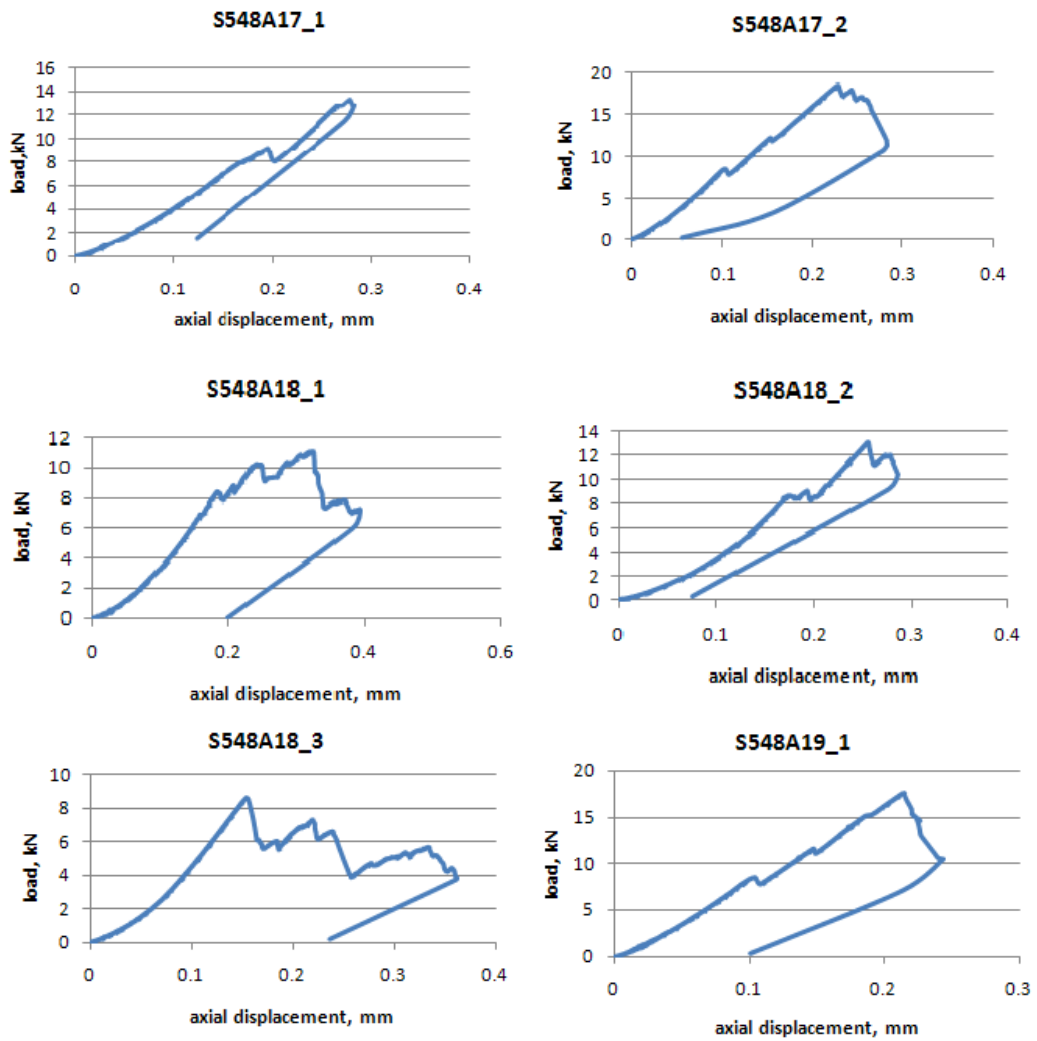 S548A17_1
load,kN
16
14
12
10
8
6
4
2
0
0 0.1 0.2 0.3 0.4
axial displacement, mm
S548A17_2
load, kN
20
15
10
5
0
0 0.1 0.2 0.3 0.4
axial displacement, mm
S548A18_1
load, kN
12
10
8
6
4
2
0
0 0.2 0.4 0.6
axial displacement, mm
S548A18_2
load, kN
14
12
10
8
6
4
2
0
0 0.1 0.2 0.3 0.4
axial displacement, mm
S548A18_3
load, kN
10
8
6
4
2
0
0 0.1 0.2 0.3 0.4
axial displacement, mm
S548A19_1
load, kN
20
15
10
5
0
0 0.1 0.2 0.3
axial displacement, mm